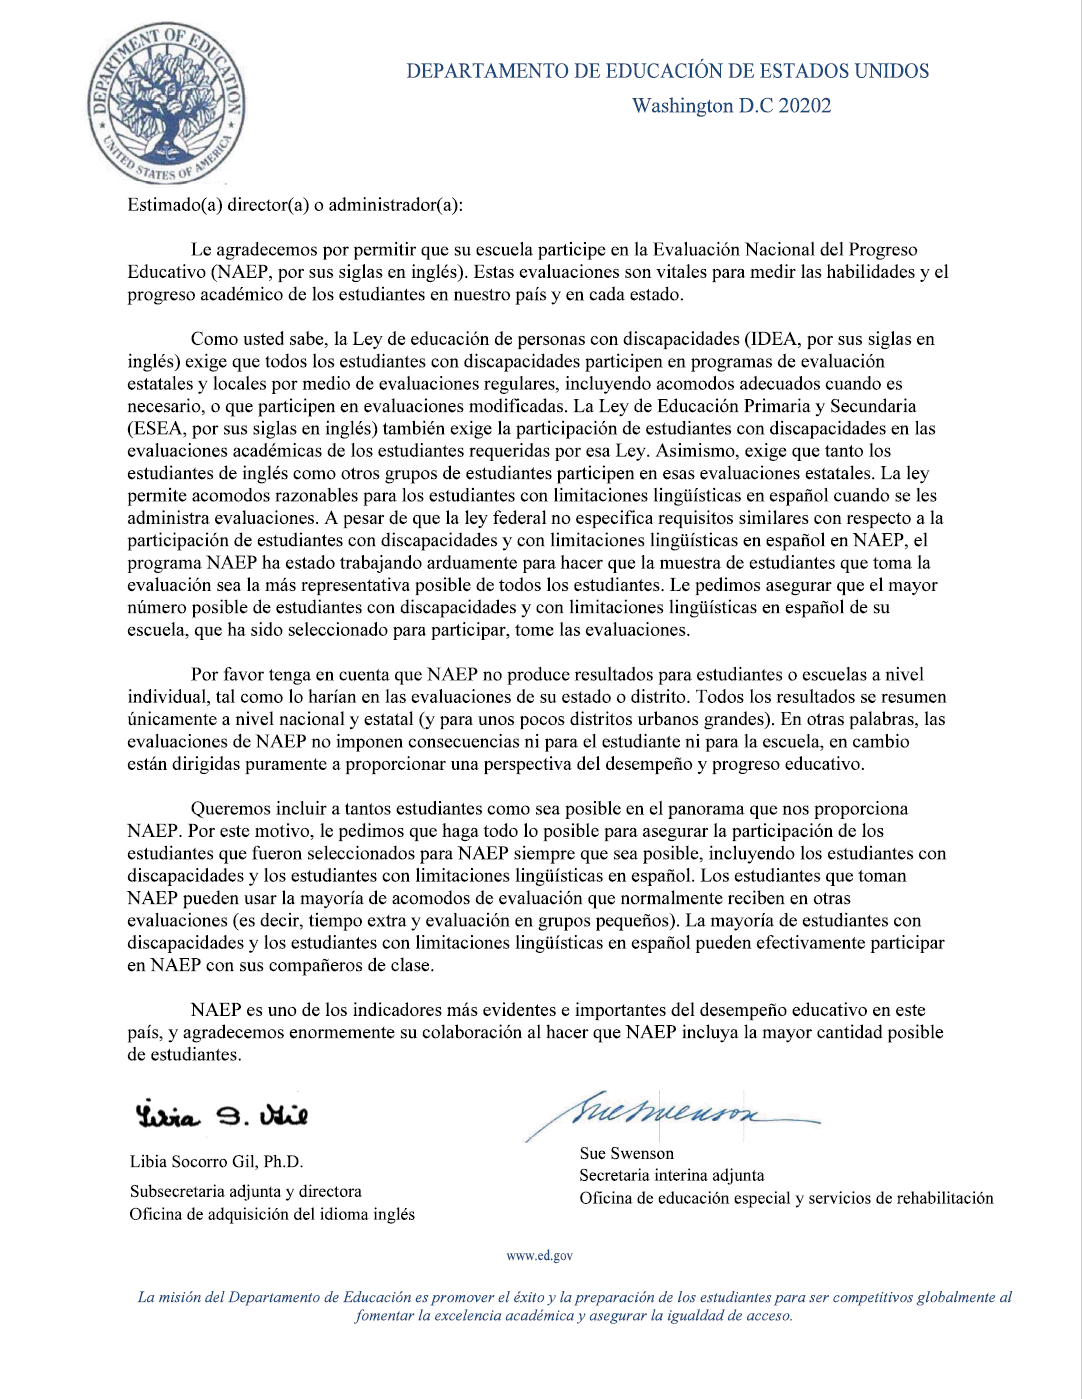 DEPARTMENT OF EDUCATION
UNITED STATES OF AMERICA
DEPARTAMENTO DE EDUCACIÓN DE ESTADOS UNIDOS
Washington D.C 20202
Estimado(a) director(a) o administrador(a):
Le agradecemos por permitir que su escuela participe en la Evaluación Nacional del Progreso
Educativo (NAEP, por sus siglas en inglés). Estas evaluaciones son vitales para medir las habilidades y el
progreso académico de los estudiantes en nuestro país y en cada estado.
Como usted sabe, la Ley de educación de personas con discapacidades (IDEA, por sus siglas en
inglés) exige que todos los estudiantes con discapacidades participen en programas de evaluación
estatales y locales por medio de evaluaciones regulares, incluyendo acomodos adecuados cuando es
necesario, o que participen en evaluaciones modificadas. La Ley de Educación Primaria y Secundaria
(ESEA, por sus siglas en inglés) también exige la participación de estudiantes con discapacidades en las
evaluaciones académicas de los estudiantes requeridas por esa Ley. Asimismo, exige que tanto los
estudiantes de inglés como otros grupos de estudiantes participen en esas evaluaciones estatales. La ley
permite acomodos razonables para los estudiantes con limitaciones lingüísticas en español cuando se les
administra evaluaciones. A pesar de que la ley federal no especifica requisitos similares con respecto a la
participación de estudiantes con discapacidades y con limitaciones lingüísticas en español en NAEP, el
programa NAEP ha estado trabajando arduamente para hacer que la muestra de estudiantes que toma la
evaluación sea la más representativa posible de todos los estudiantes. Le pedimos asegurar que el mayor
número posible de estudiantes con discapacidades y con limitaciones lingüísticas en español de su
escuela, que ha sido seleccionado para participar, tome las evaluaciones.
Por favor tenga en cuenta que NAEP no produce resultados para estudiantes o escuelas a nivel
individual, tal como lo harían en las evaluaciones de su estado o distrito. Todos los resultados se resumen
únicamente a nivel nacional y estatal (y para unos pocos distritos urbanos grandes). En otras palabras, las
evaluaciones de NAEP no imponen consecuencias ni para el estudiante ni para la escuela, en cambio
están dirigidas puramente a proporcionar una perspectiva del desempeño y progreso educativo.
Queremos incluir a tantos estudiantes como sea posible en el panorama que nos proporciona
NAEP. Por este motivo, le pedimos que haga todo lo posible para asegurar la participación de los
estudiantes que fueron seleccionados para NAEP siempre que sea posible, incluyendo los estudiantes con
discapacidades y los estudiantes con limitaciones lingüísticas en español. Los estudiantes que toman
NAEP pueden usar la mayoría de acomodos de evaluación que normalmente reciben en otras
evaluaciones (es decir, tiempo extra y evaluación en grupos pequeños). La mayoría de estudiantes con
discapacidades y los estudiantes con limitaciones lingüísticas en español pueden efectivamente participar
en NAEP con sus compañeros de clase.
NAEP es uno de los indicadores más evidentes e importantes del desempeño educativo en este
país, y agradecemos enormemente su colaboración al hacer que NAEP incluya la mayor cantidad posible
de estudiantes.
Libia S. Gil
Sue Swenson
Libia Socorro Gil, Ph.D.
Subsecretaria adjunta y directora
Oficina de adquisición del idioma inglés
Sue Swenson
Secretaria interina adjunta
Oficina de educación especial y servicios de rehabilitación
www.ed.gov
La misión del Departamento de Educación es promover el éxito y la preparación de los estudiantes para ser competitivos globalmente al
fomentar la excelencia académica y asegurar la igualdad de acceso.